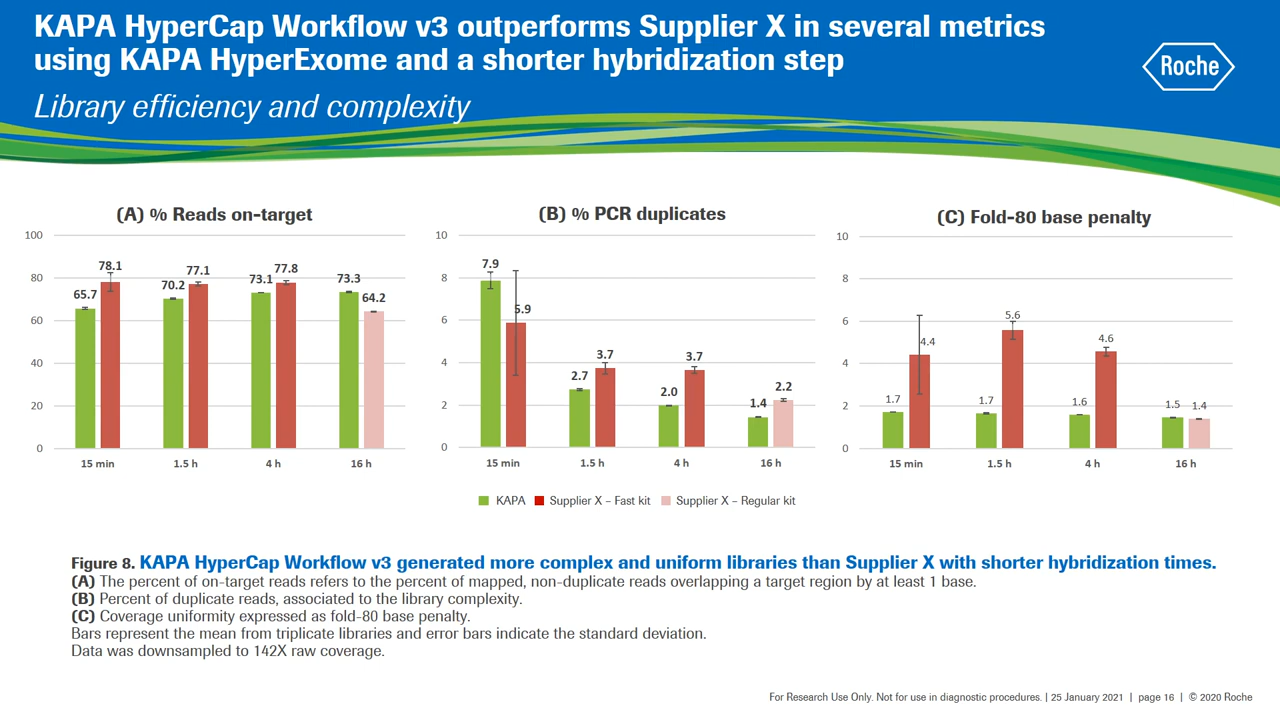 KAPA HyperCap Workflow v3 outperforms Supplier X in several metrics
using KAPA HyperExome and a shorter hybridization step
Roche
Library efficiency and complexity
(A) % Reads on-target
100
80
60
40
20
0
65.7
78.1
70.2
77.1
73.1
77.8
73.3
64.2
15 min
1.5 h
4 h
16 h
(B) % PCR duplicates
10
8
6
4
2
0
7.9
5.9
2.7
3.7
2.0
3.7
1.4
2.2
15 min
1.5 h
4 h
16 h
(C) Fold-80 base penalty
10
8
6
4
2
0
1.7
4.4
1.7
5.6
1.6
4.6
1.5
1.4
15 min
1.5 h
4 h
16 h
KAPA
Supplier X – Fast kit
Supplier X – Regular kit
Figure 8. KAPA HyperCap Workflow v3 generated more complex and uniform libraries than Supplier X with shorter hybridization times.
(A) The percent of on-target reads refers to the percent of mapped, non-duplicate reads overlapping a target region by at least 1 base.
(B) Percent of duplicate reads, associated to the library complexity.
(C) Coverage uniformity expressed as fold-80 base penalty.
Bars represent the mean from triplicate libraries and error bars indicate the standard deviation.
Data was downsampled to 142X raw coverage.
For Research Use Only. Not for use in diagnostic procedures. | 25 January 2021 | page 16 | © 2020 Roche